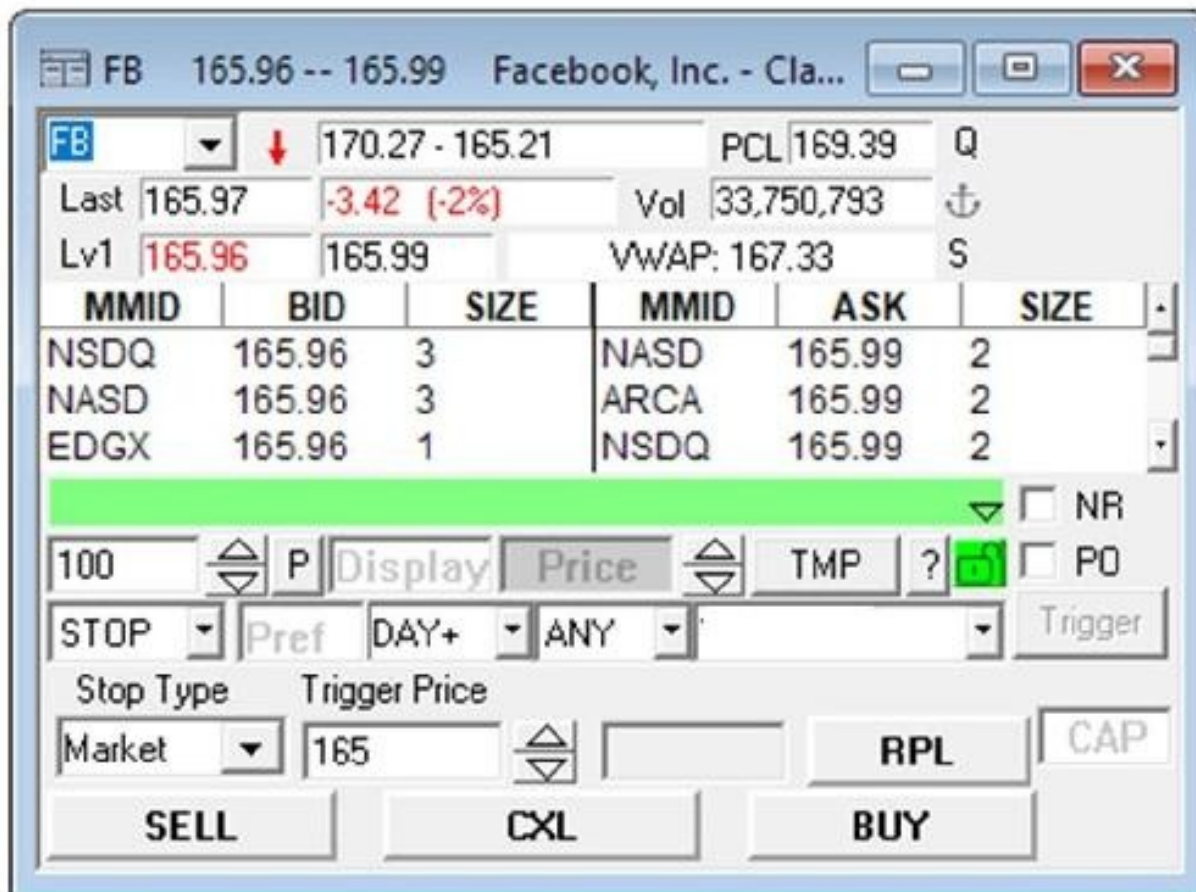 FB 165.96 -- 165.99 Facebook, Inc. - Cla...
FB 170.27 - 165.21 PCL 169.39 Q
Last 165.97 -3.42 (-2%) Vol 33,750,793
Lv1 165.96 165.99 VWAP: 167.33 S
MMID BID SIZE MMID ASK SIZE
NSDQ 165.96 3 NASD 165.99 2
NASD 165.96 3 ARCA 165.99 2
EDGX 165.96 1 NSDQ 165.99 2
NR
100 P Display Price TMP ? PO
STOP Pref DAY+ ANY Trigger
Stop Type Trigger Price
Market 165 RPL CAP
SELL CXL BUY